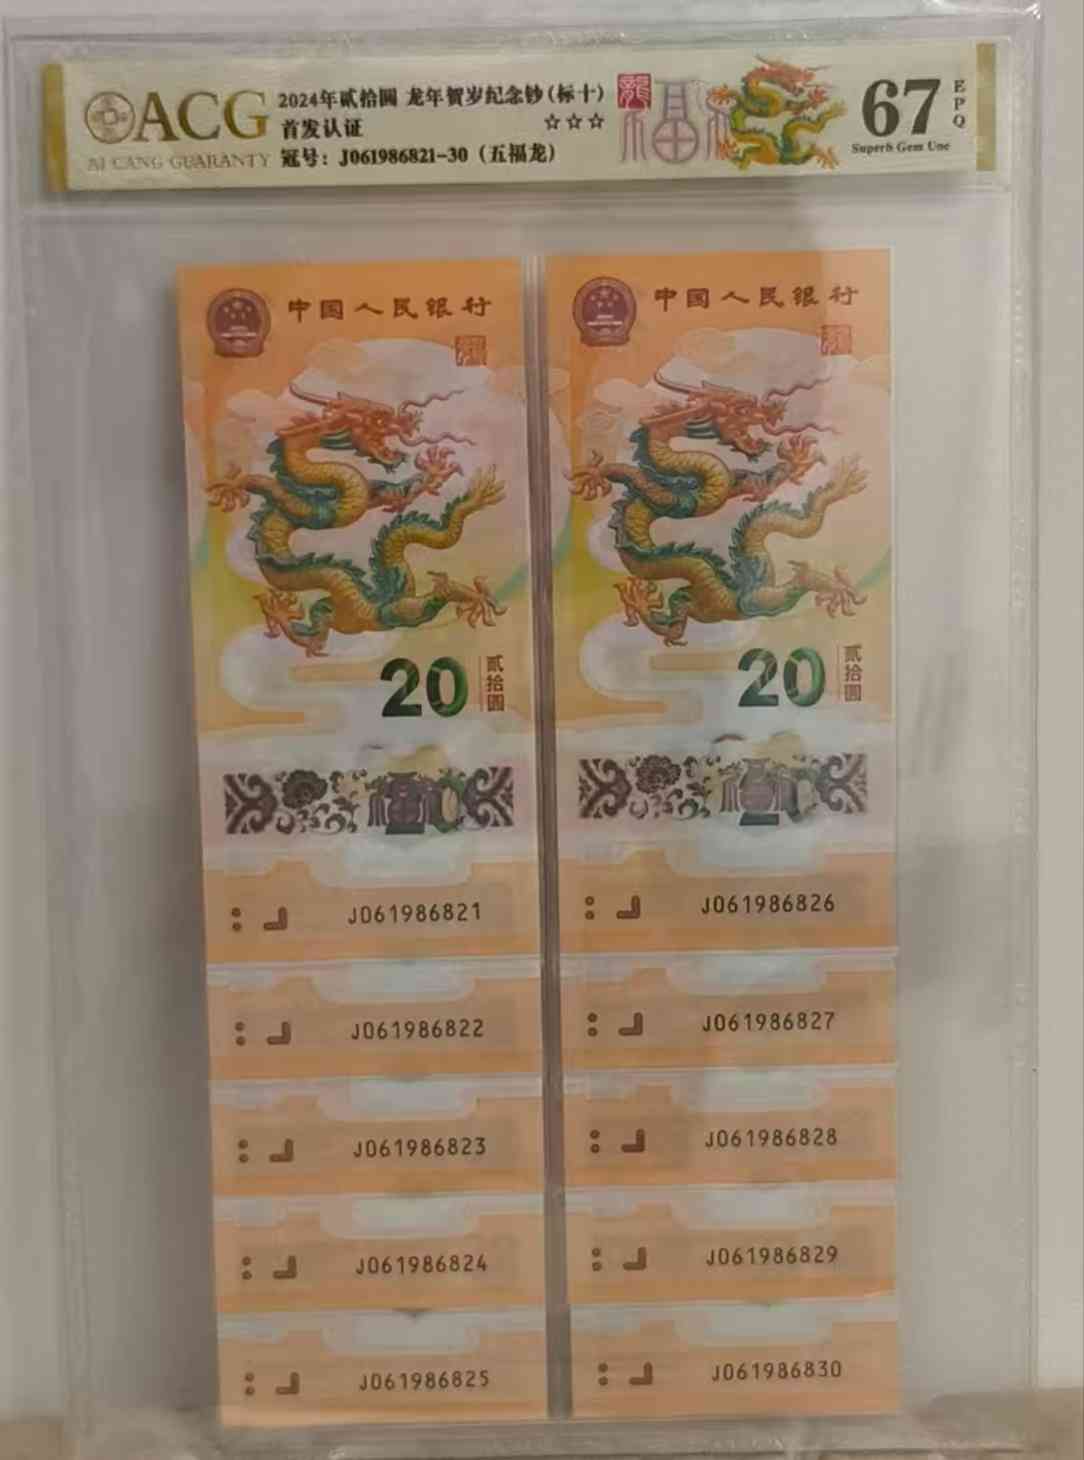 ACG
AI CANG GUARANTY
2024年贰拾圆 龙年贺岁纪念钞(标十)
首发认证 ☆☆☆
冠号：J061986821-30（五福龙）
龍
福
67
EPQ
Superb Gem Unc
中国人民银行
20
贰拾圆
J061986821
J061986822
J061986823
J061986824
J061986825
中国人民银行
20
贰拾圆
J061986826
J061986827
J061986828
J061986829
J061986830